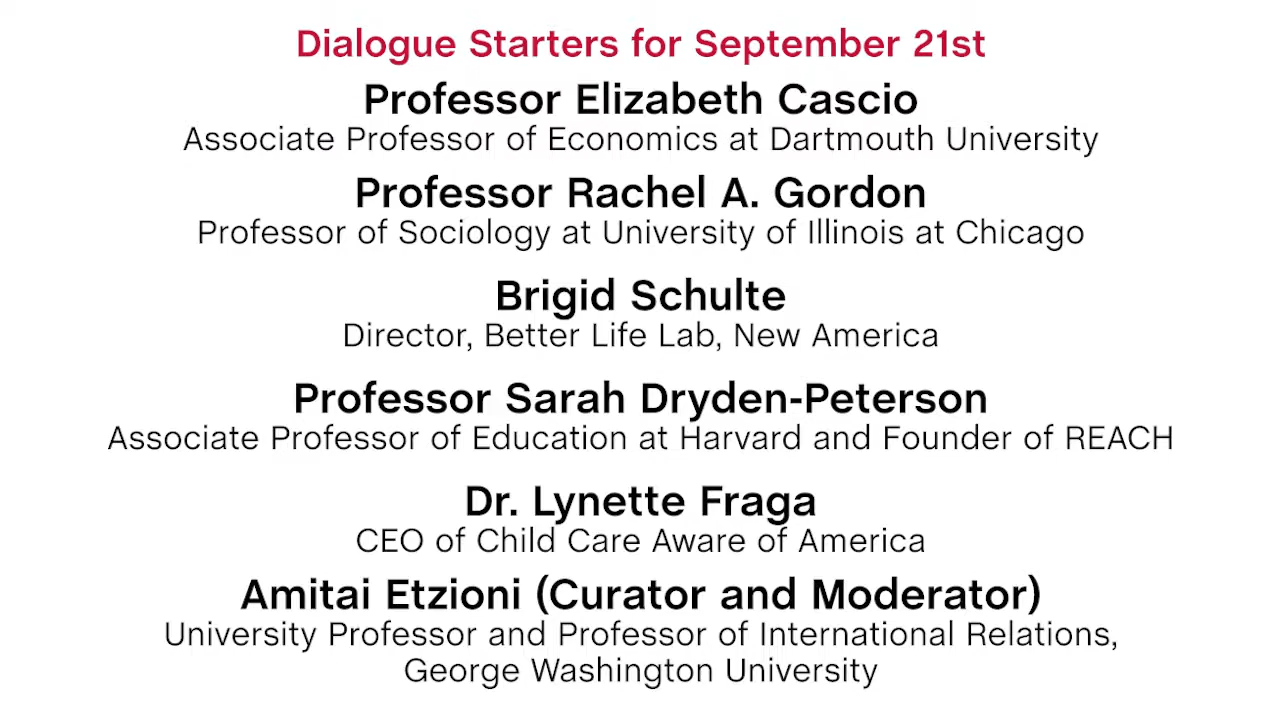 Dialogue Starters for September 21st
Professor Elizabeth Cascio
Associate Professor of Economics at Dartmouth University
Professor Rachel A. Gordon
Professor of Sociology at University of Illinois at Chicago
Brigid Schulte
Director, Better Life Lab, New America
Professor Sarah Dryden-Peterson
Associate Professor of Education at Harvard and Founder of REACH
Dr. Lynette Fraga
CEO of Child Care Aware of America
Amitai Etzioni (Curator and Moderator)
University Professor and Professor of International Relations,
George Washington University